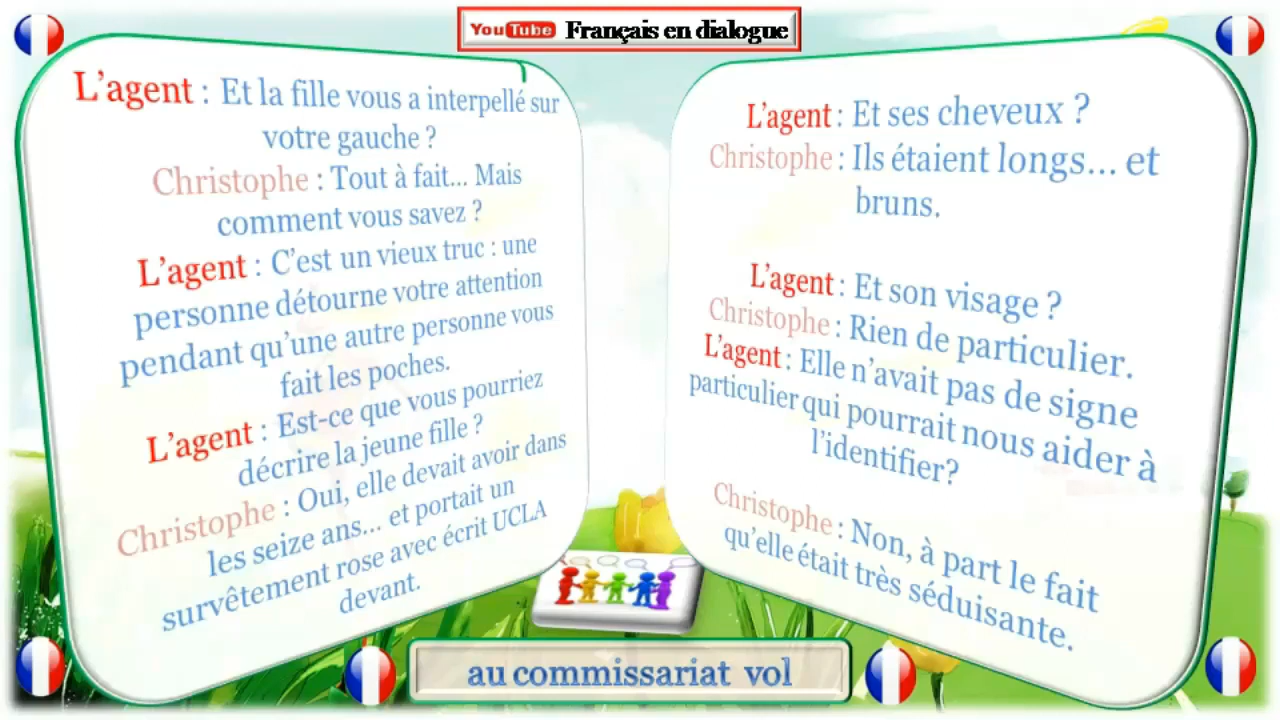 YouTube Français en dialogue
L'agent : Et la fille vous a interpellé sur
votre gauche ?
Christophe : Tout à fait... Mais
comment vous savez ?
L'agent : C'est un vieux truc : une
personne détourne votre attention
pendant qu'une autre personne vous
fait les poches.
L'agent : Est-ce que vous pourriez
décrire la jeune fille ?
Christophe : Oui, elle devait avoir dans
les seize ans... et portait un
survêtement rose avec écrit UCLA
devant.
L'agent : Et ses cheveux ?
Christophe : Ils étaient longs... et
bruns.
L'agent : Et son visage ?
Christophe : Rien de particulier.
L'agent : Elle n'avait pas de signe
particulier qui pourrait nous aider à
l'identifier?
Christophe : Non, à part le fait
qu'elle était très séduisante.
au commissariat vol